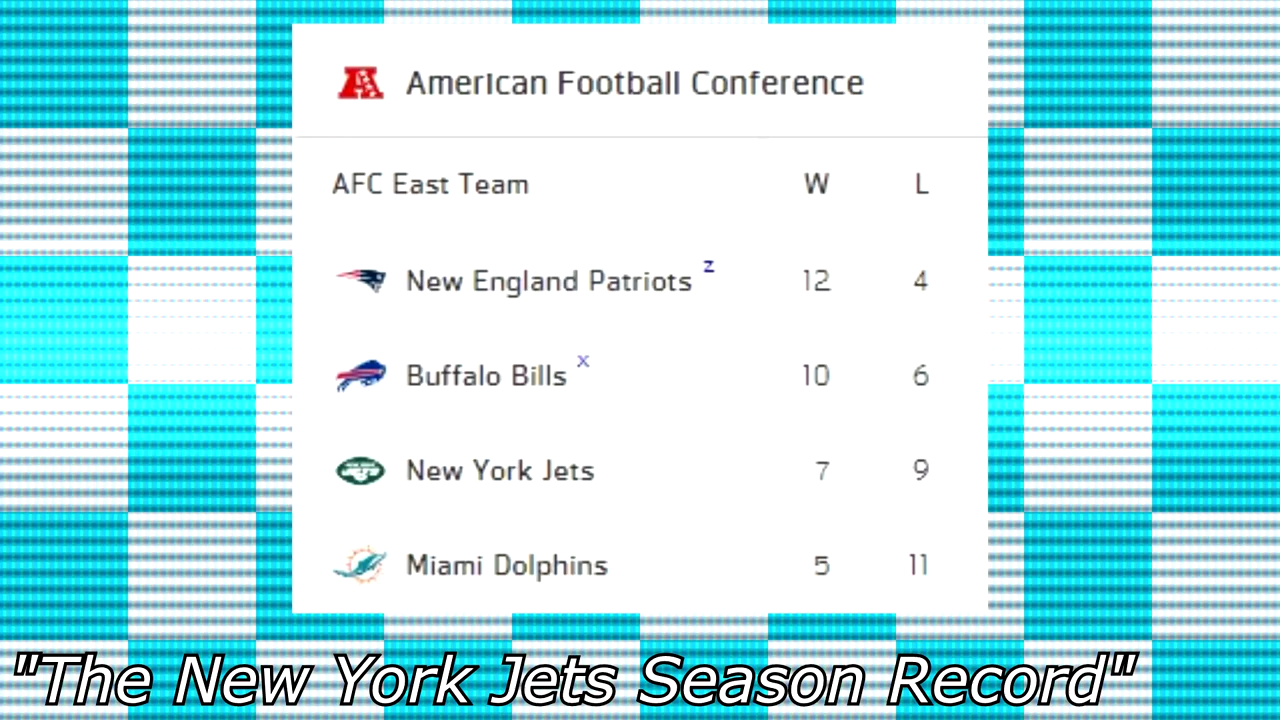 American Football Conference
AFC East Team W L
New England Patriots z 12 4
Buffalo Bills x 10 6
New York Jets 7 9
Miami Dolphins 5 11
"The New York Jets Season Record"